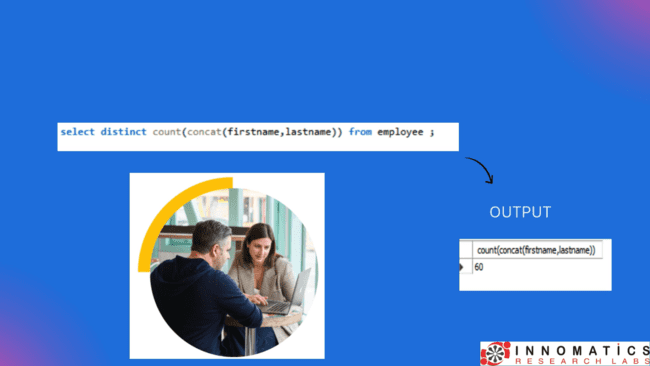 select distinct count(concat(firstname,lastname)) from employee ;
OUTPUT
count(concat(firstname,lastname))
60
INNOMATiCS
RESEARCH LABS